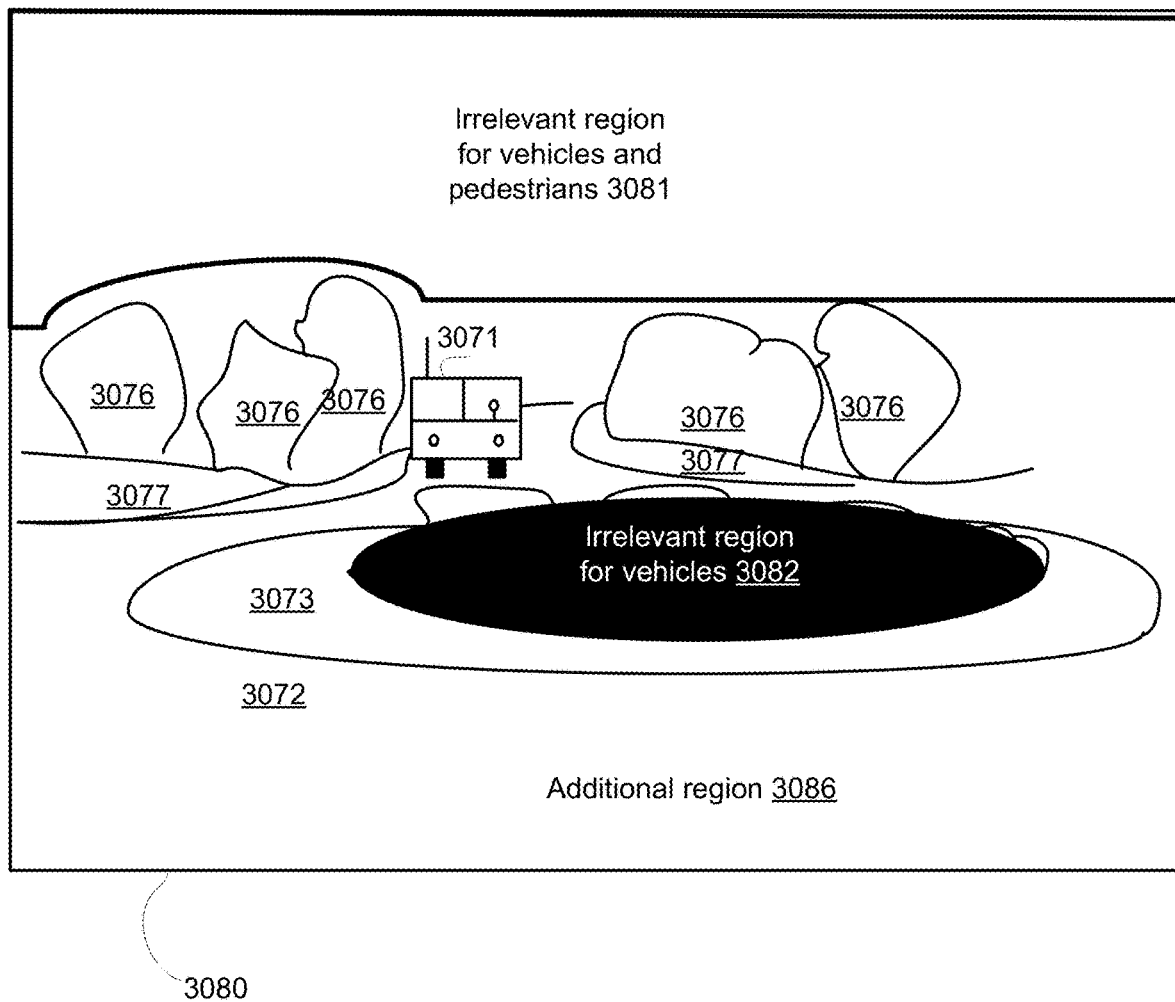 Irrelevant region
for vehicles and
pedestrians 3081
3071
3076
3076
3076
3076
3076
3077
3077
Irrelevant region
for vehicles 3082
3073
3072
Additional region 3086
3080